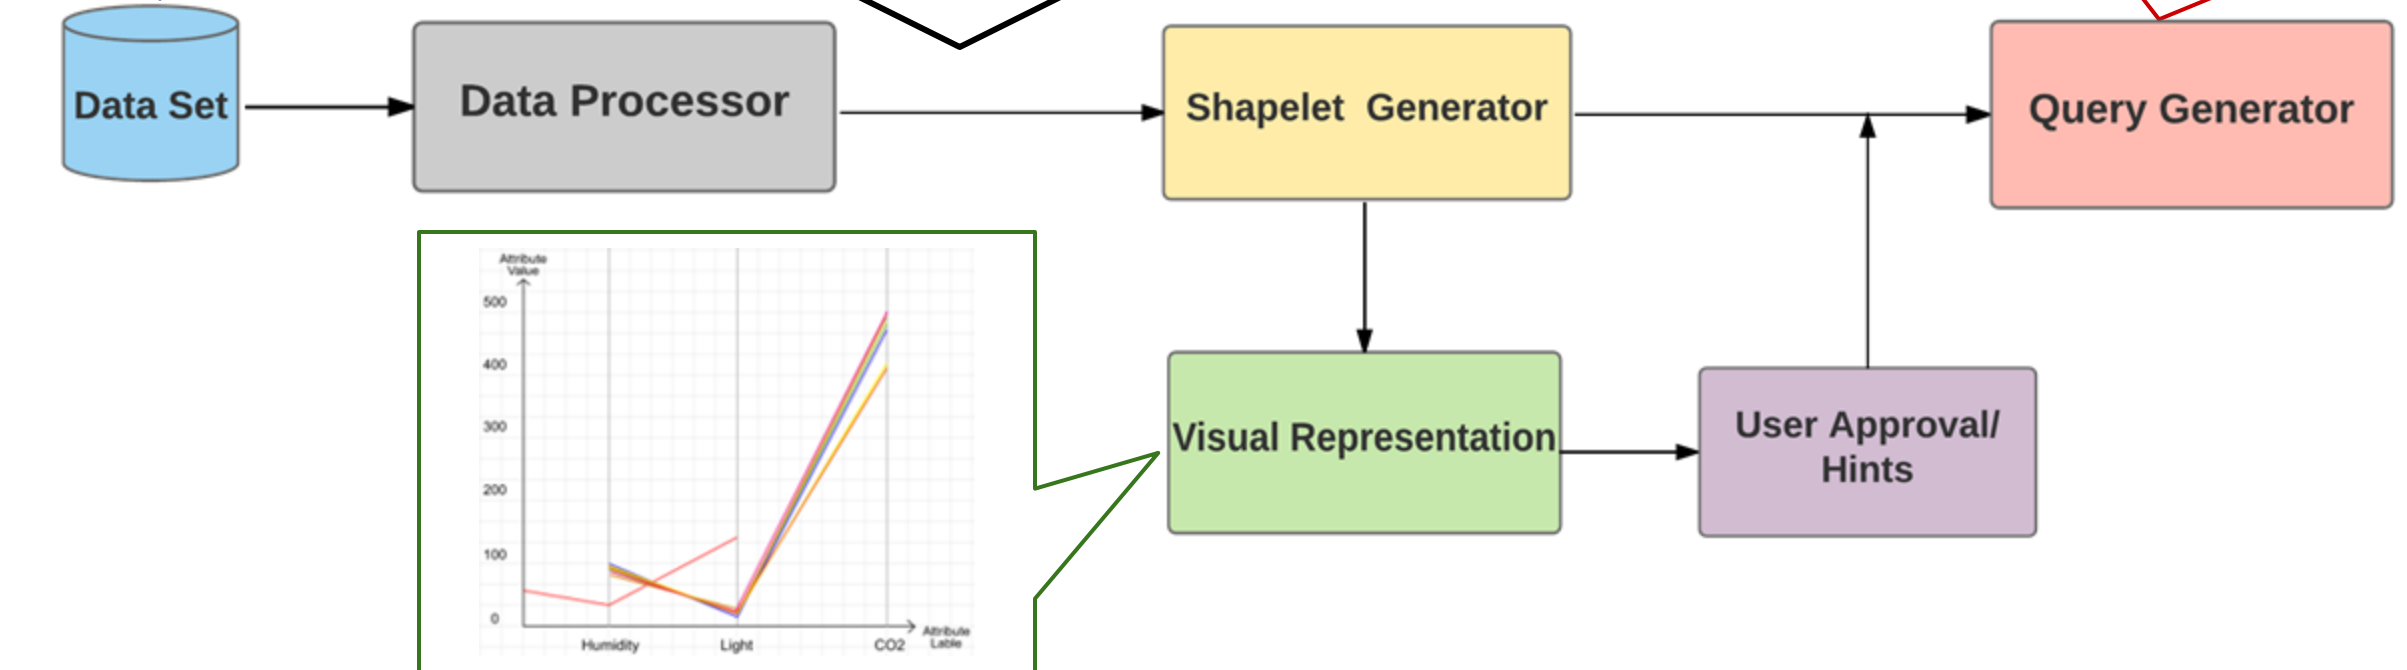 Data Set
Data Processor
Shapelet Generator
Query Generator
Attribute
Value
500
400
300
200
100
0
Humidity
Light
CO2
Attribute
Lable
Visual Representation
User Approval/
Hints